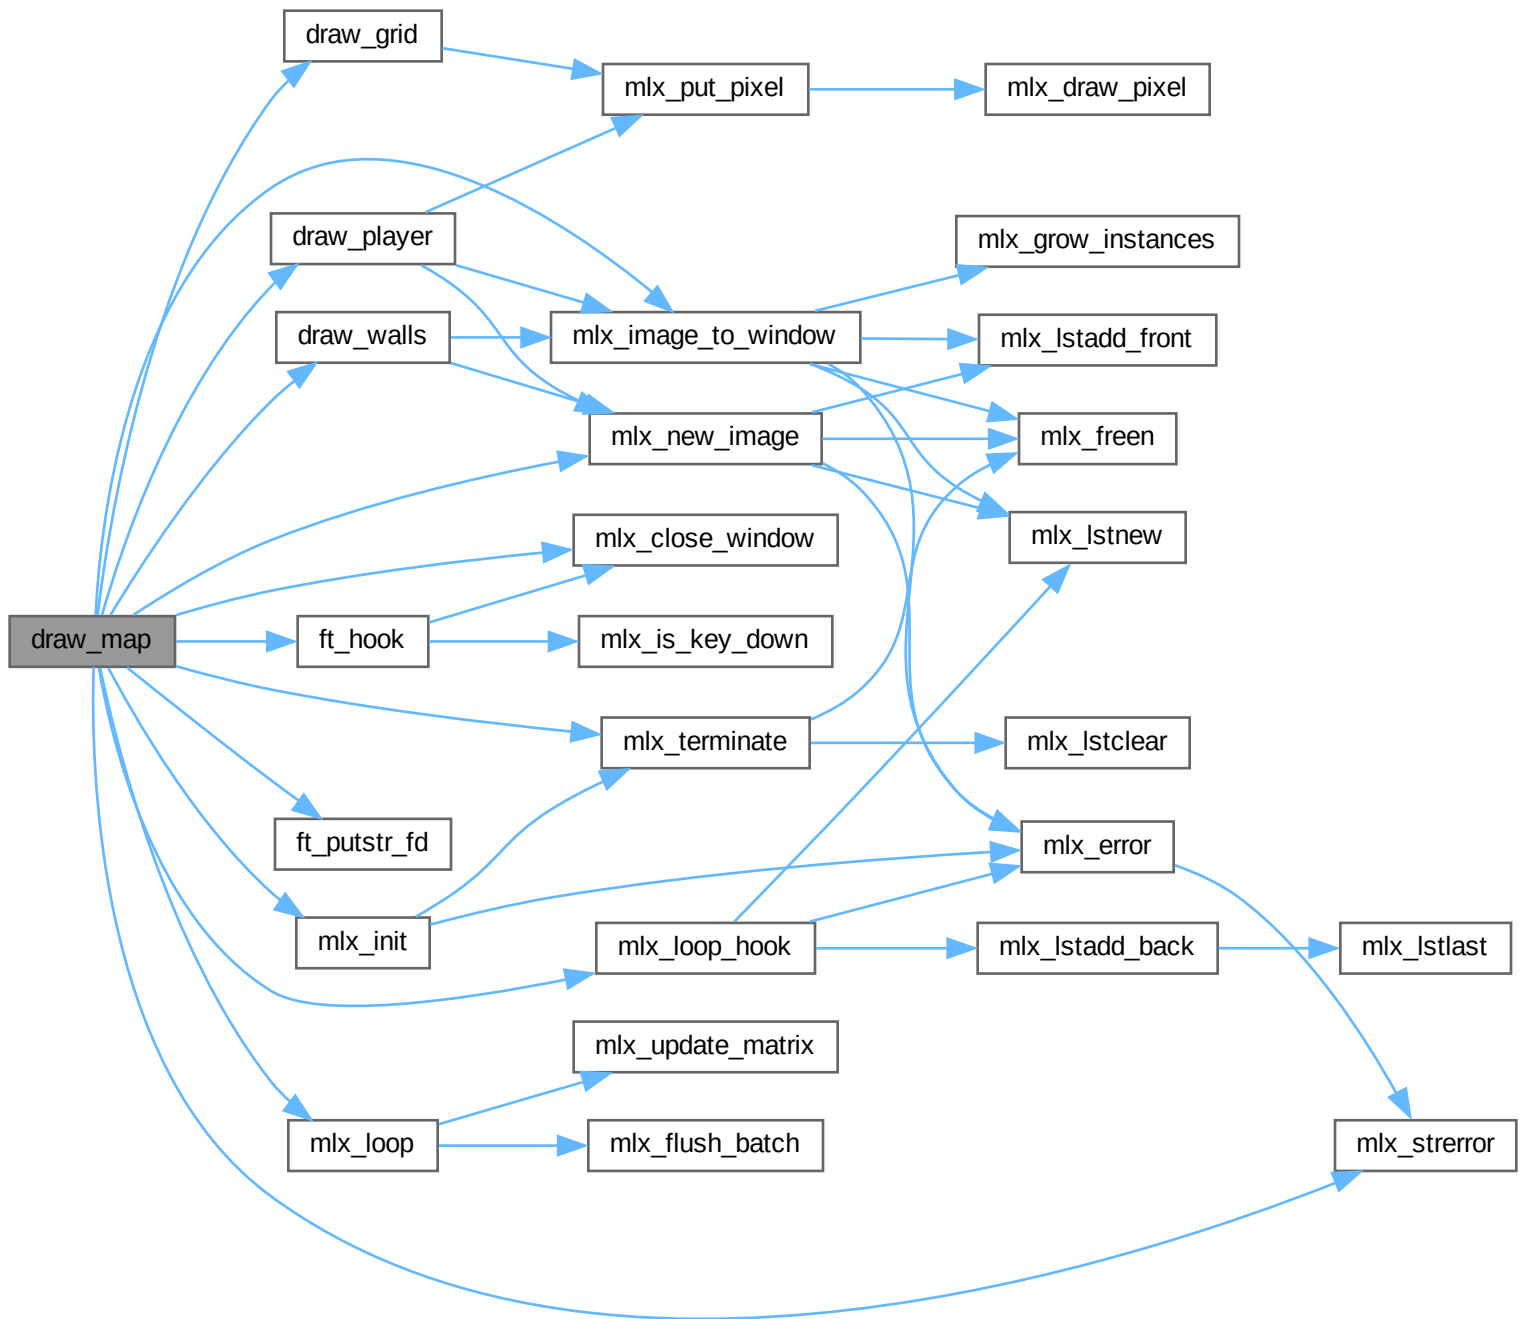 draw_grid
mlx_put_pixel
mlx_draw_pixel
draw_player
mlx_grow_instances
draw_walls
mlx_image_to_window
mlx_lstadd_front
mlx_new_image
mlx_freen
mlx_close_window
mlx_lstnew
draw_map
ft_hook
mlx_is_key_down
mlx_terminate
mlx_lstclear
ft_putstr_fd
mlx_error
mlx_init
mlx_loop_hook
mlx_lstadd_back
mlx_lstlast
mlx_update_matrix
mlx_loop
mlx_flush_batch
mlx_strerror